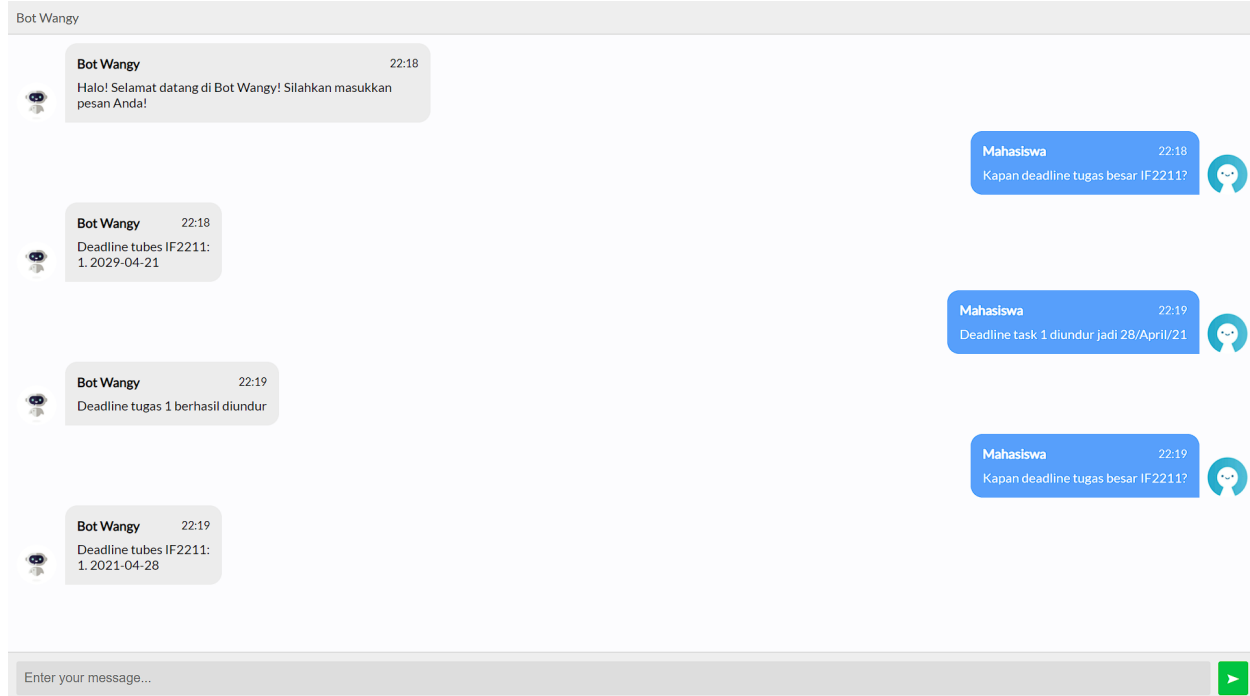 Bot Wangy
Bot Wangy 22:18
Halo! Selamat datang di Bot Wangy! Silahkan masukkan
pesan Anda!
Mahasiswa 22:18
Kapan deadline tugas besar IF2211?
Bot Wangy 22:18
Deadline tubes IF2211:
1. 2029-04-21
Mahasiswa 22:19
Deadline task 1 diundur jadi 28/April/21
Bot Wangy 22:19
Deadline tugas 1 berhasil diundur
Mahasiswa 22:19
Kapan deadline tugas besar IF2211?
Bot Wangy 22:19
Deadline tubes IF2211:
1. 2021-04-28
Enter your message...